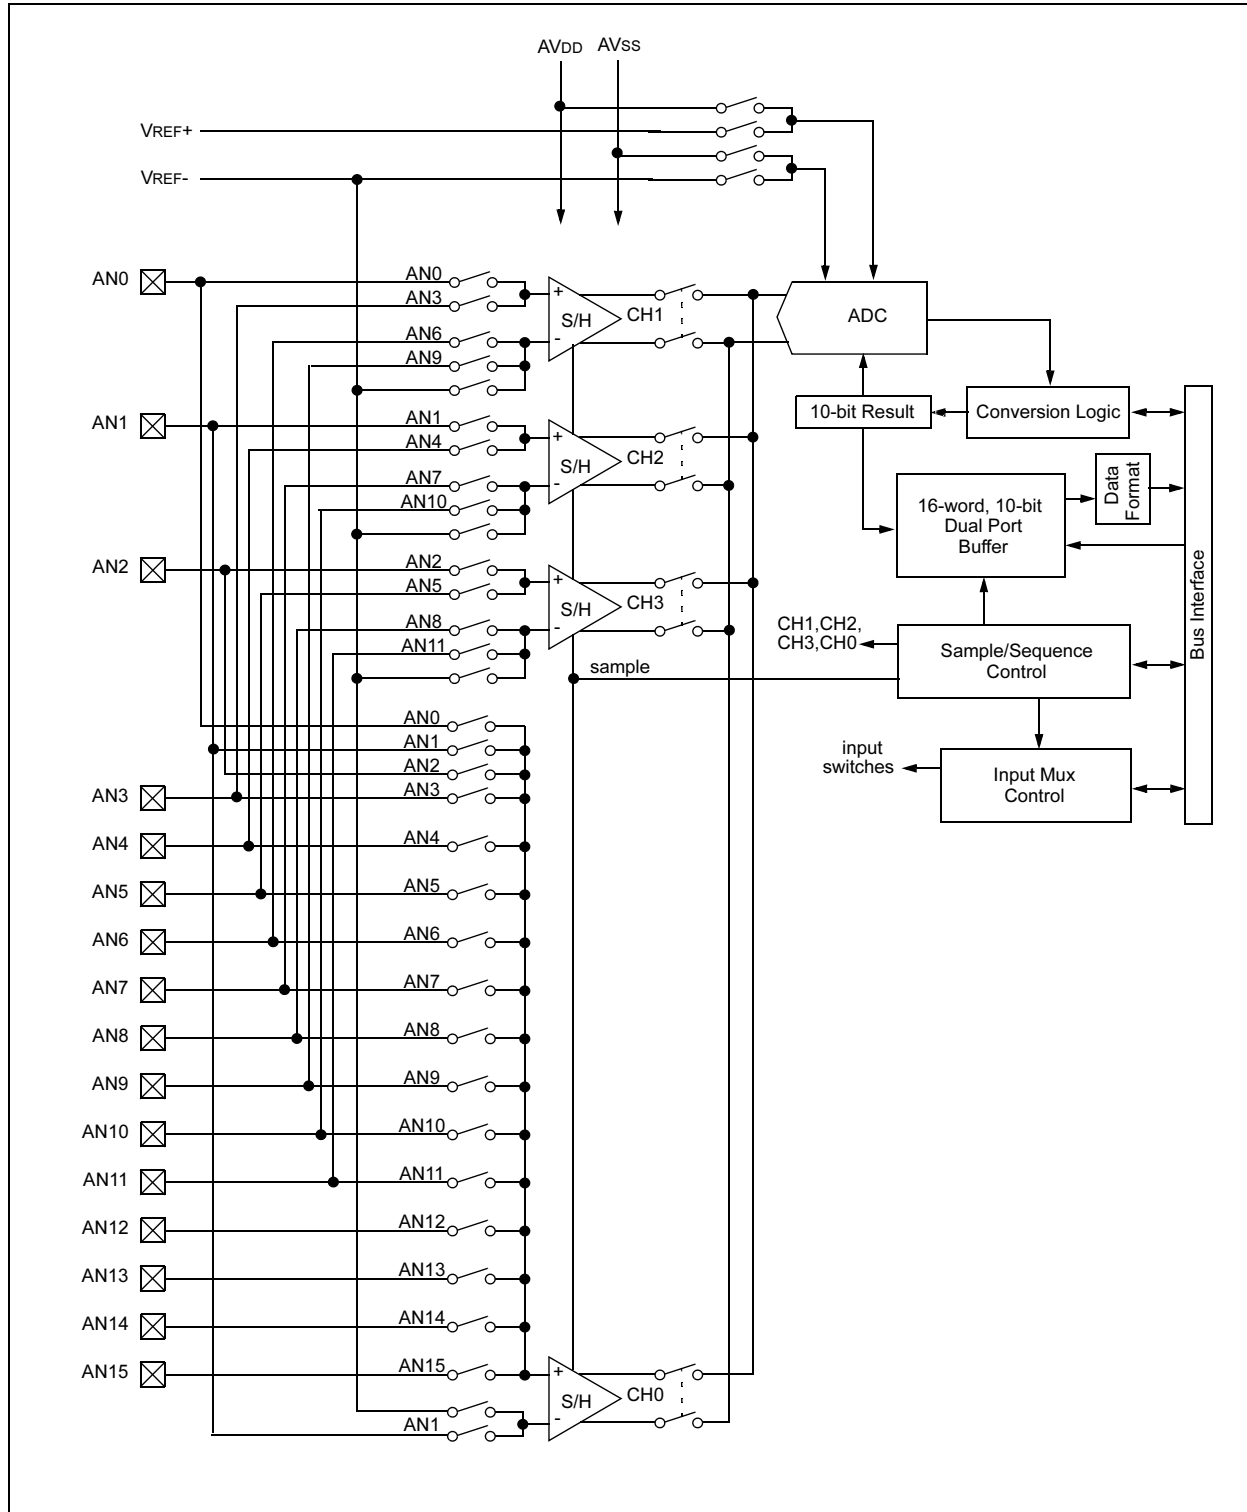 AVDD AVSS
VREF+
VREF-
AN0
AN0
AN3
AN6
AN9
+
-
S/H
CH1
ADC
10-bit Result
Conversion Logic
AN1
AN1
AN4
AN7
AN10
+
-
S/H
CH2
16-word, 10-bit
Dual Port
Buffer
Data
Format
Bus Interface
AN2
AN2
AN5
AN8
AN11
+
-
S/H
CH3
CH1,CH2,
CH3,CH0
Sample/Sequence
Control
sample
input
switches
Input Mux
Control
AN0
AN1
AN2
AN3
AN3
AN4
AN4
AN5
AN5
AN6
AN6
AN7
AN7
AN8
AN8
AN9
AN9
AN10
AN10
AN11
AN11
AN12
AN12
AN13
AN13
AN14
AN14
AN15
AN15
AN1
+
-
S/H
CH0